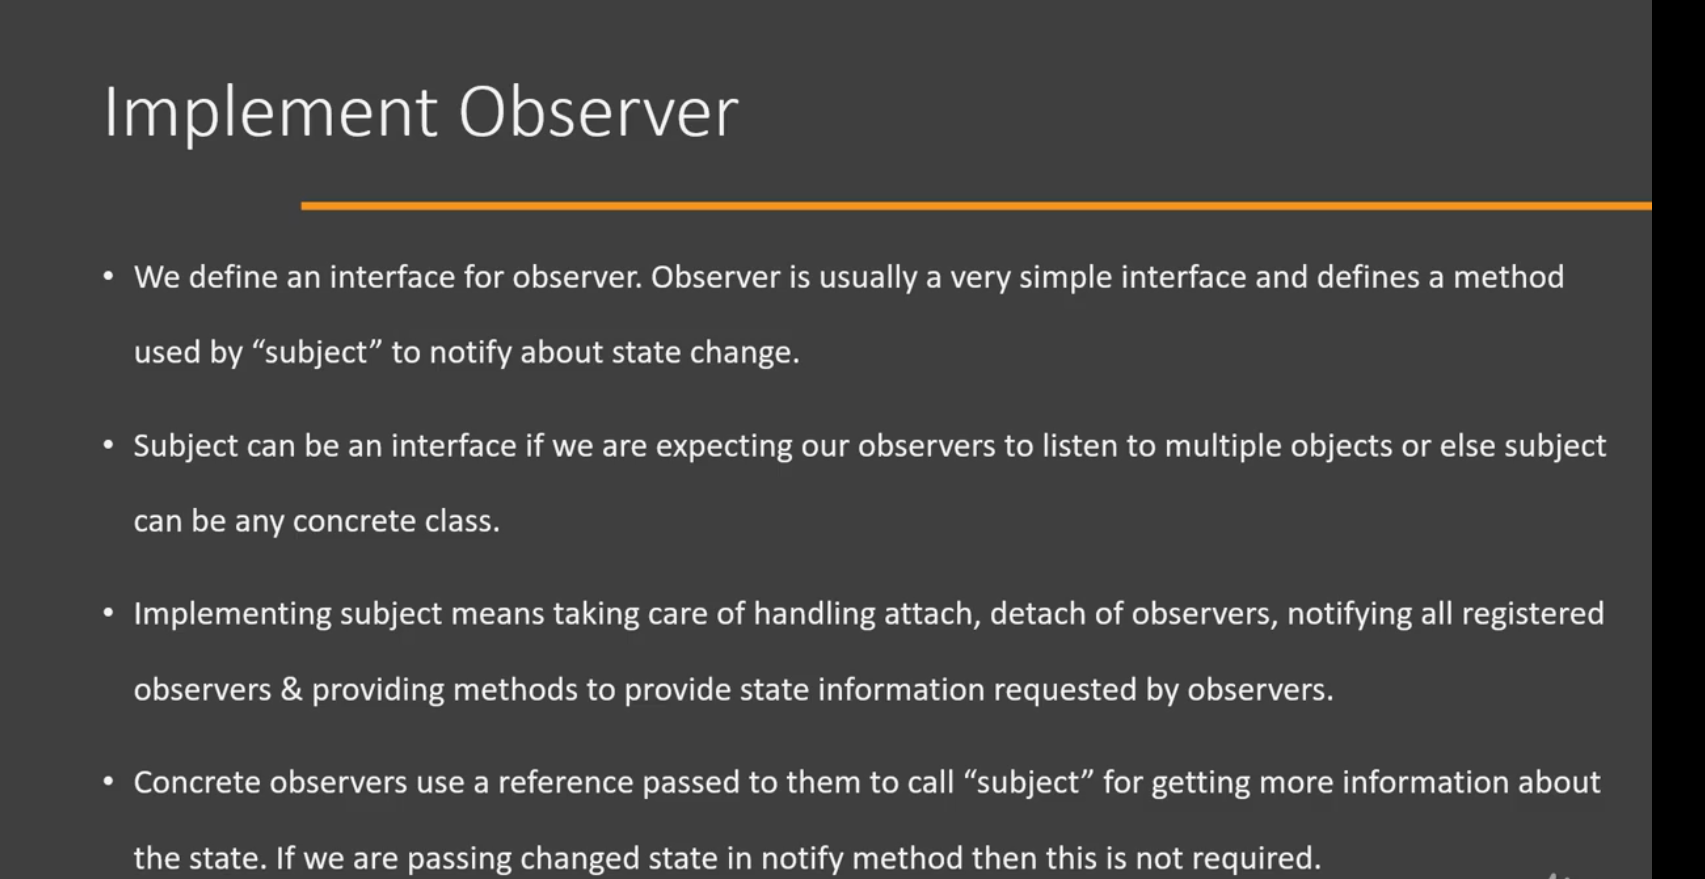 Implement Observer
• We define an interface for observer. Observer is usually a very simple interface and defines a method
used by “subject” to notify about state change.
• Subject can be an interface if we are expecting our observers to listen to multiple objects or else subject
can be any concrete class.
• Implementing subject means taking care of handling attach, detach of observers, notifying all registered
observers & providing methods to provide state information requested by observers.
• Concrete observers use a reference passed to them to call “subject” for getting more information about
the state. If we are passing changed state in notify method then this is not required.